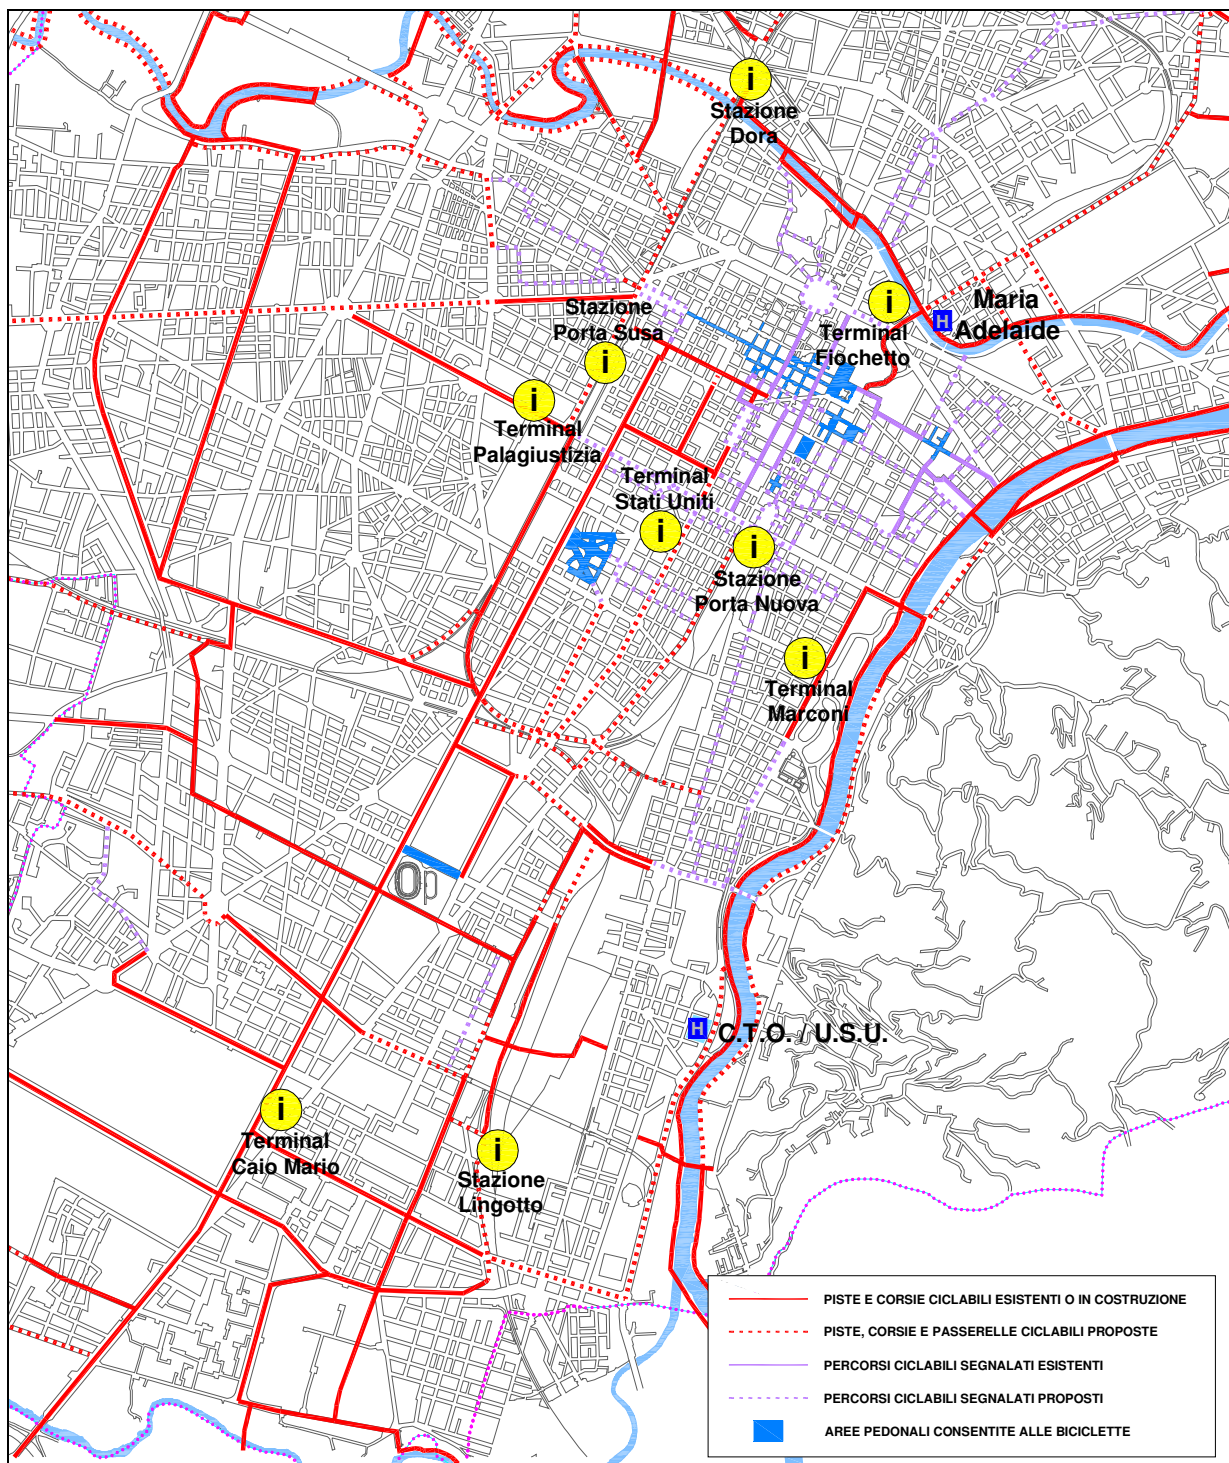 i
Stazione
Dora
i
Maria
Adelaide
H
Stazione
Porta Susa
i
Terminal
Fiochetto
i
Terminal
Palagiustizia
Terminal
Stati Uniti
i
i
Stazione
Porta Nuova
i
Terminal
Marconi
H
C.T.O. / U.S.U.
i
Terminal
Caio Mario
i
Stazione
Lingotto
PISTE E CORSIE CICLABILI ESISTENTI O IN COSTRUZIONE
PISTE, CORSIE E PASSERELLE CICLABILI PROPOSTE
PERCORSI CICLABILI SEGNALATI ESISTENTI
PERCORSI CICLABILI SEGNALATI PROPOSTI
AREE PEDONALI CONSENTITE ALLE BICICLETTE